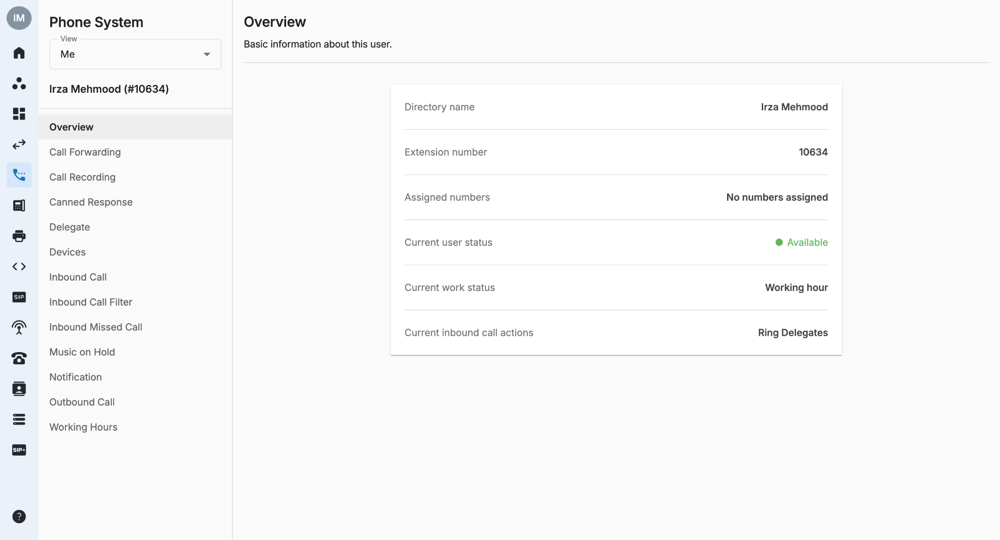 IM
Phone System
View
Me
Irza Mehmood (#10634)
Overview
Call Forwarding
Call Recording
Canned Response
Delegate
Devices
Inbound Call
SIP
Inbound Call Filter
Inbound Missed Call
Music on Hold
Notification
Outbound Call
Working Hours
SIP+
?
Overview
Basic information about this user.
Directory name Irza Mehmood
Extension number 10634
Assigned numbers No numbers assigned
Current user status Available
Current work status Working hour
Current inbound call actions Ring Delegates